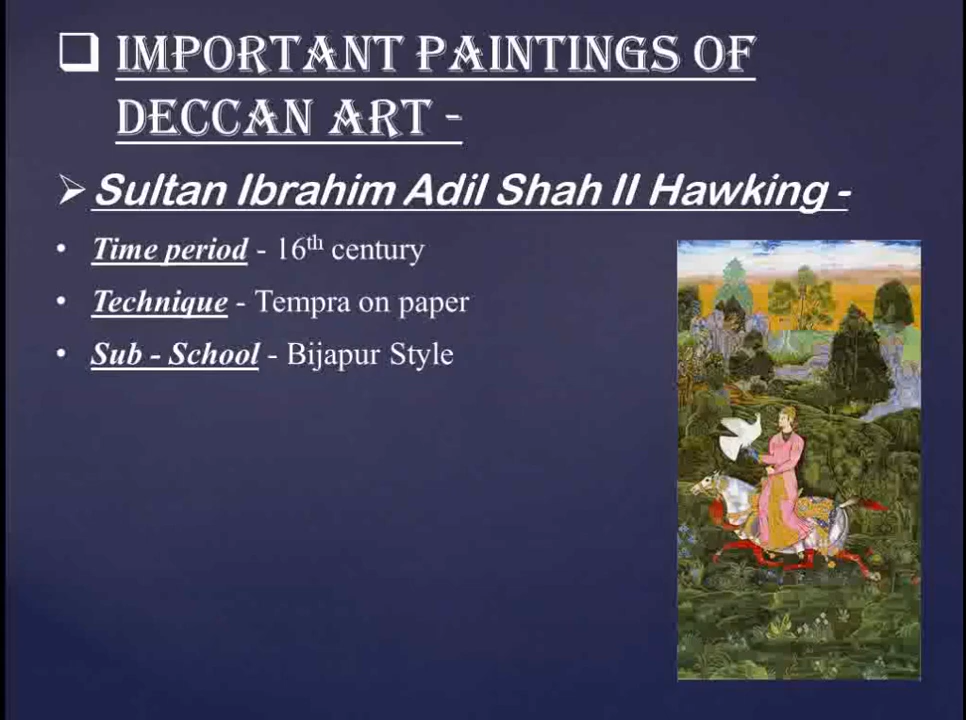 IMPORTANT PAINTINGS OF
DECCAN ART -
Sultan Ibrahim Adil Shah II Hawking -
• Time period - 16th century
• Technique - Tempra on paper
• Sub - School - Bijapur Style